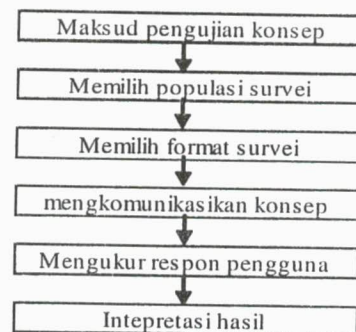 Maksud pengujian konsep
Memilih populasi survei
Memilih format survei
mengkomunikasikan konsep
Mengukur respon pengguna
Intepretasi hasil